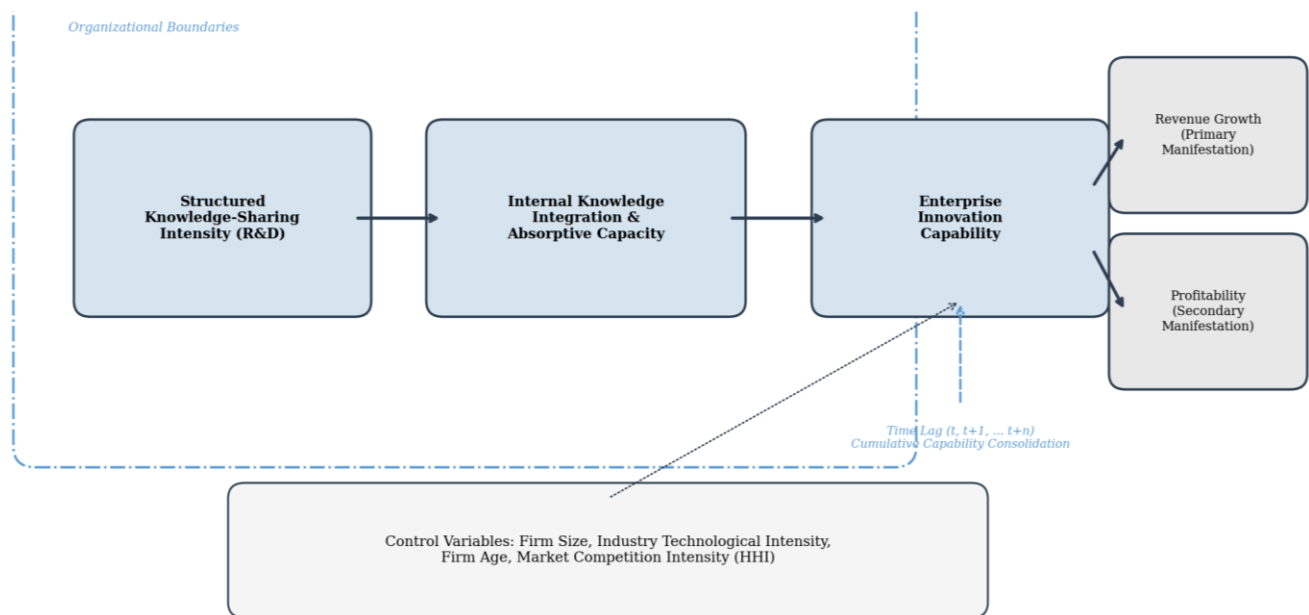 Organizational Boundaries
Structured
Knowledge-Sharing
Intensity (R&D)
Internal Knowledge
Integration &
Absorptive Capacity
Enterprise
Innovation
Capability
Revenue Growth
(Primary
Manifestation)
Profitability
(Secondary
Manifestation)
Time Lag (t, t+1, ... t+n)
Cumulative Capability Consolidation
Control Variables: Firm Size, Industry Technological Intensity,
Firm Age, Market Competition Intensity (HHI)